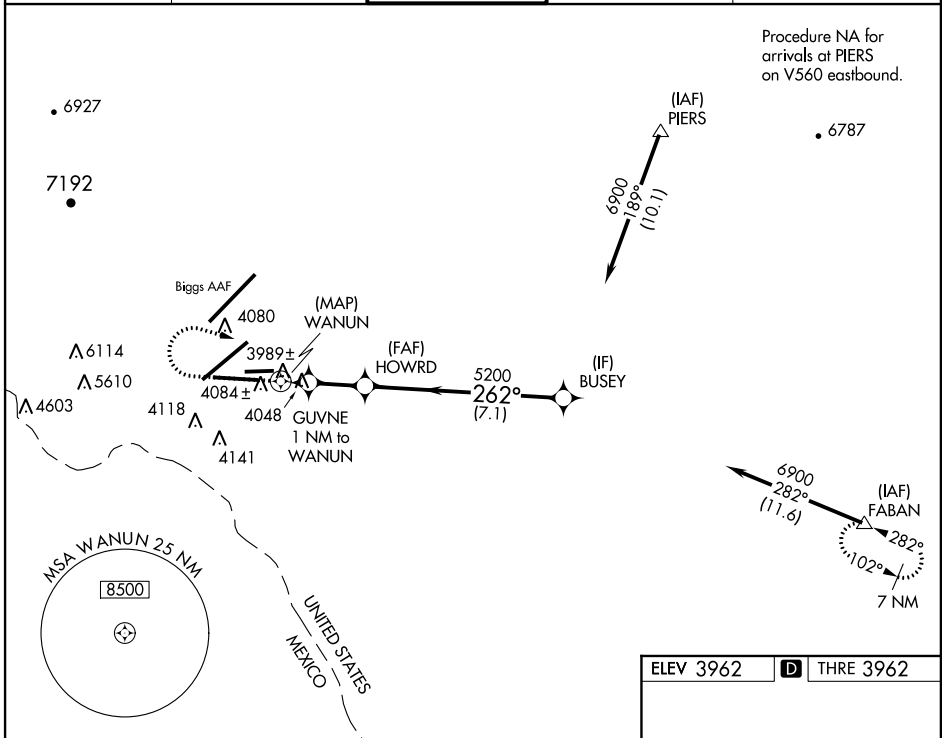 Procedure NA for
arrivals at PIERS
on V560 eastbound.
6927
(IAF)
PIERS
6787
7192
6900
189°
(10.1)
Biggs AAF
4080
(MAP)
WANUN
3989±
(FAF)
HOWRD
6114
5610
4603
4084±
4118
4048
4141
GUVNE
1 NM to
WANUN
5200
262°
(7.1)
(IF)
BUSEY
6900
282°
(11.6)
(IAF)
FABAN
282°
102°
7 NM
MSA WANUN 25 NM
8500
UNITED STATES
MEXICO
ELEV 3962 D THRE 3962